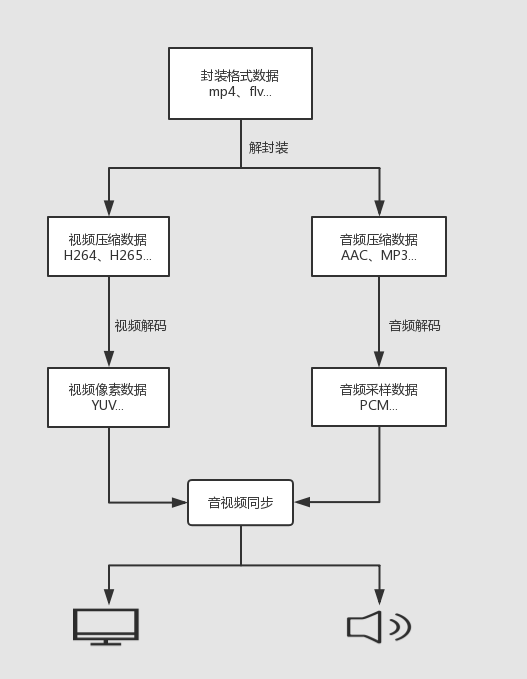 封装格式数据
mp4、flv...
解封装
视频压缩数据
H264、H265...
音频压缩数据
AAC、MP3...
视频解码
音频解码
视频像素数据
YUV...
音频采样数据
PCM...
音视频同步